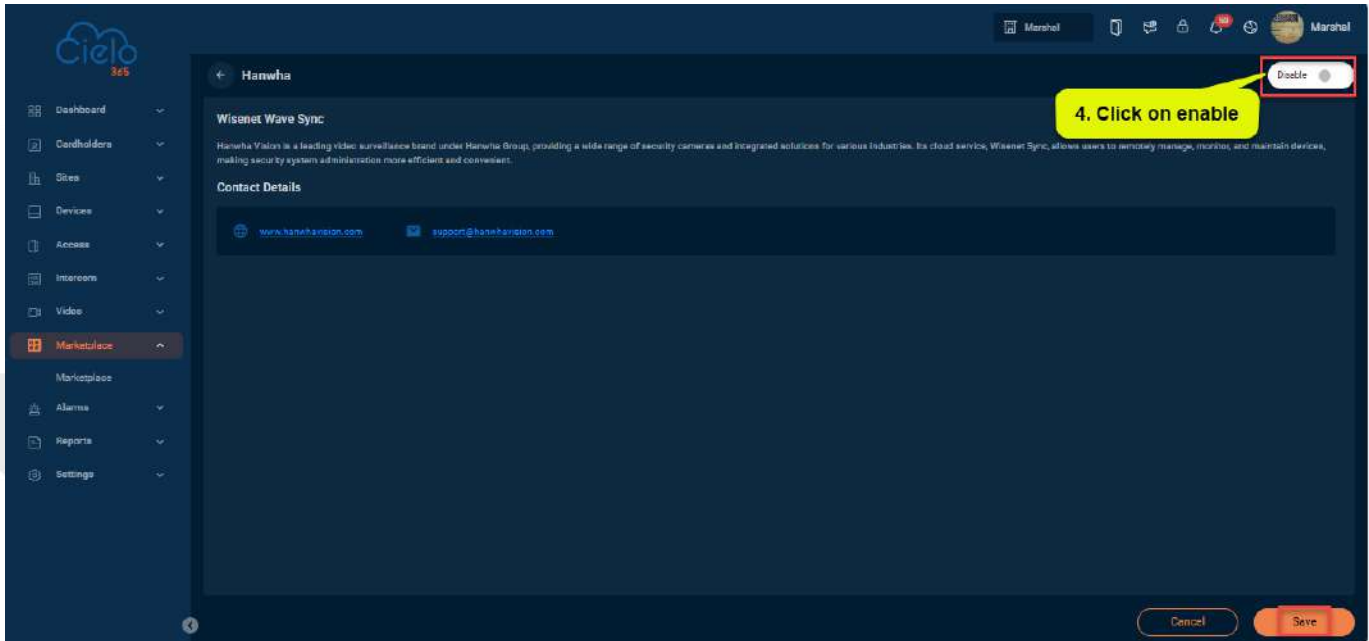 Cielo
365
Marshal
50
Marshal
Hanwha
Disable
4. Click on enable
Dashboard
Cardholders
Sites
Devices
Access
Intercom
Video
Marketplace
Marketplace
Alarms
Reports
Settings
Wisenet Wave Sync
Hanwha Vision is a leading video surveillance brand under Hanwha Group, providing a wide range of security cameras and integrated solutions for various industries. Its cloud service, Wisenet Sync, allows users to remotely manage, monitor, and maintain devices,
making security system administration more efficient and convenient.
Contact Details
www.hanwhavision.com
support@hanwhavision.com
Cancel
Save